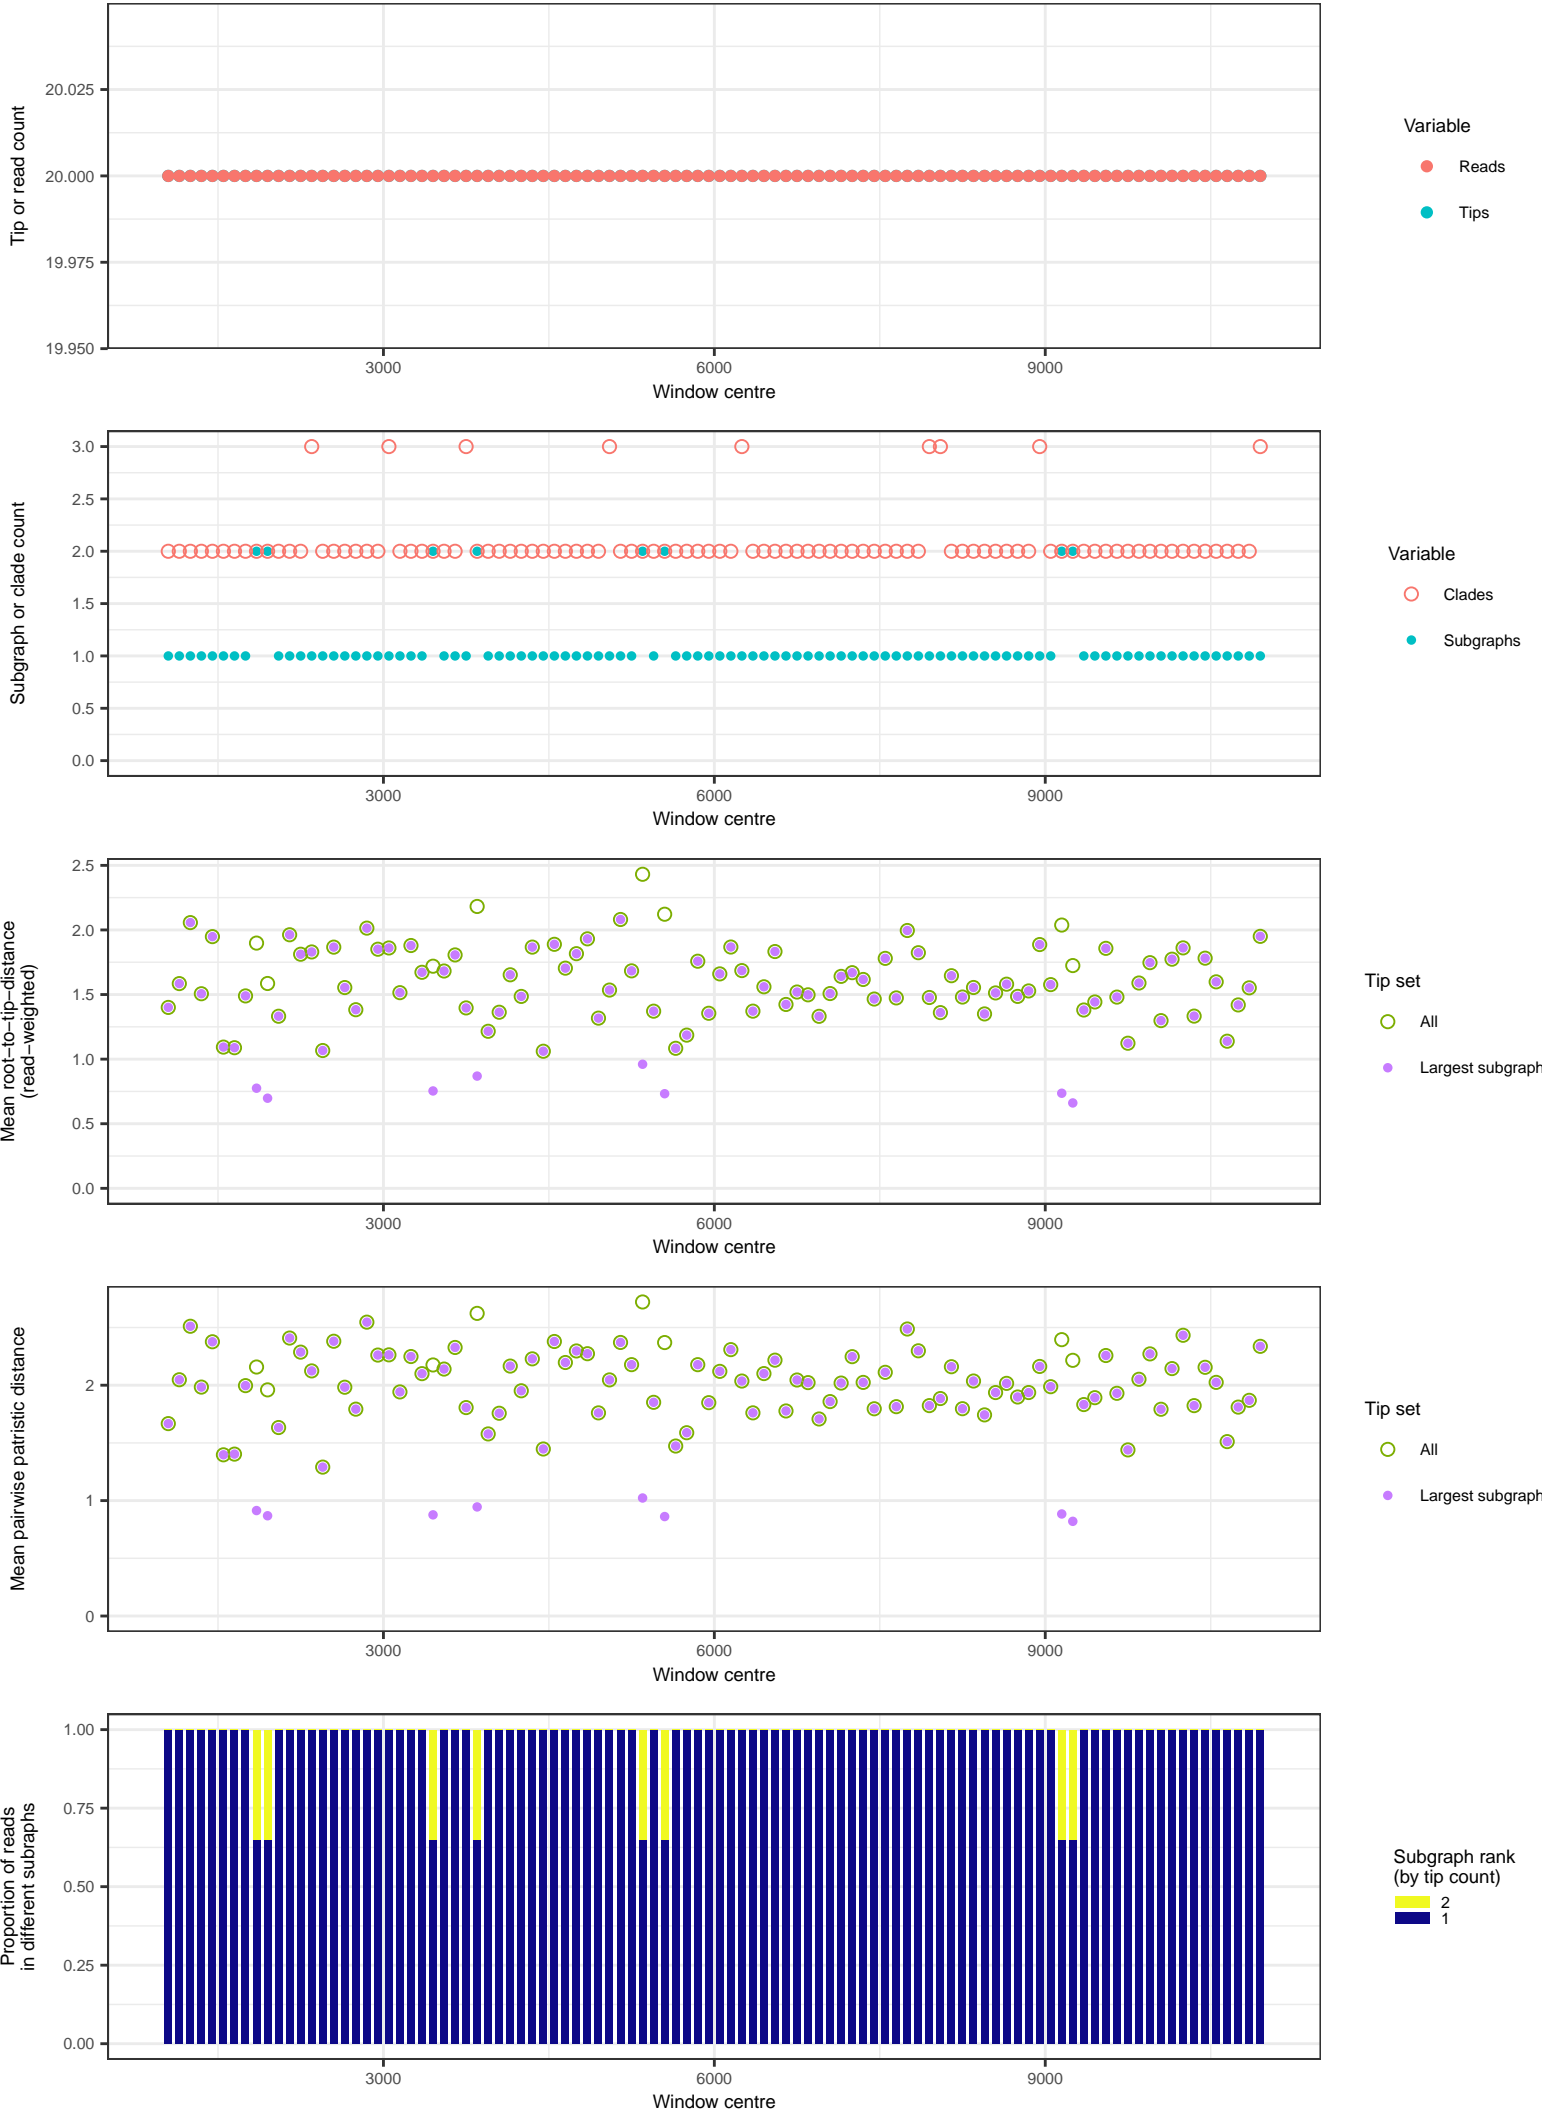 Tip or read count
20.025
20.000
19.975
19.950
3000 6000 9000
Window centre
Variable
Reads
Tips
Subgraph or clade count
3.0
2.5
2.0
1.5
1.0
0.5
0.0
3000 6000 9000
Window centre
Variable
Clades
Subgraphs
Mean root−to−tip−distance
(read−weighted)
2.5
2.0
1.5
1.0
0.5
0.0
3000 6000 9000
Window centre
Tip set
All
Largest subgraph
Mean pairwise patristic distance
2
1
0
3000 6000 9000
Window centre
Tip set
All
Largest subgraph
Proportion of reads
in different subraphs
1.00
0.75
0.50
0.25
0.00
3000 6000 9000
Window centre
Subgraph rank
(by tip count)
2
1